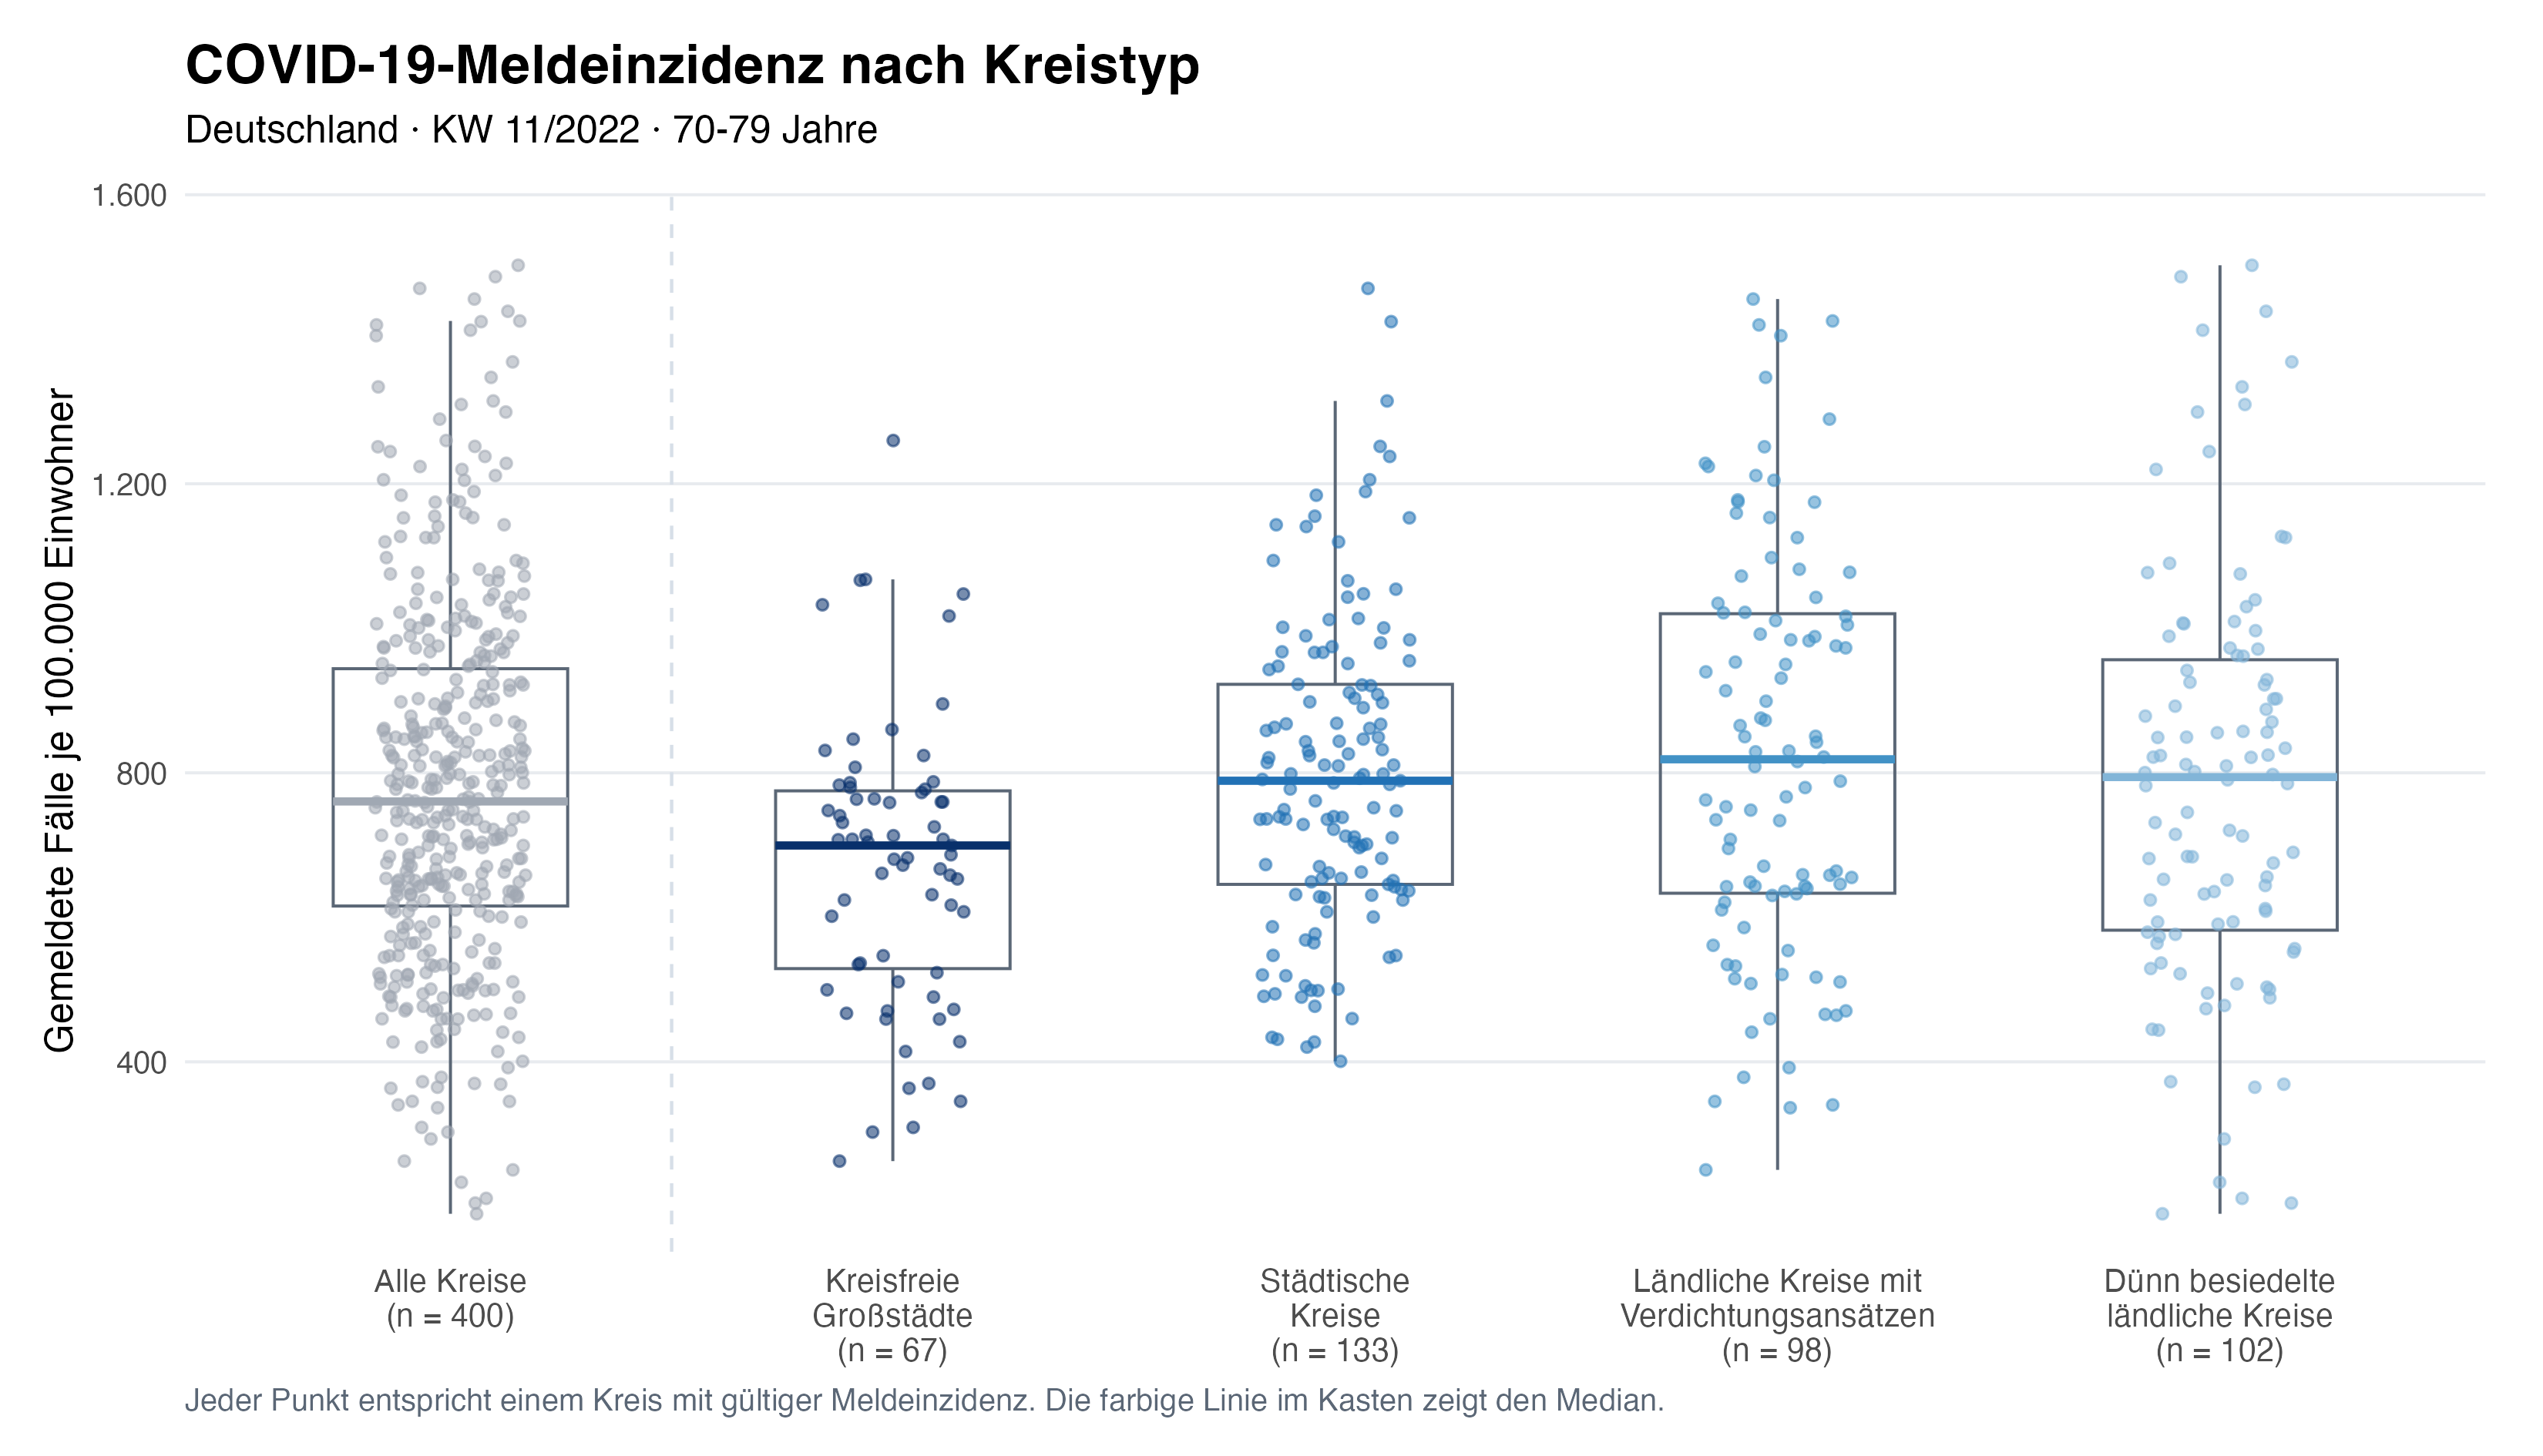 COVID-19-Meldeinzidenz nach Kreistyp
Deutschland · KW 11/2022 · 70-79 Jahre
Gemeldete Fälle je 100.000 Einwohner
1.600
1.200
800
400
Alle Kreise
(n = 400)
Kreisfreie
Großstädte
(n = 67)
Städtische
Kreise
(n = 133)
Ländliche Kreise mit
Verdichtungsansätzen
(n = 98)
Dünn besiedelte
ländliche Kreise
(n = 102)
Jeder Punkt entspricht einem Kreis mit gültiger Meldeinzidenz. Die farbige Linie im Kasten zeigt den Median.